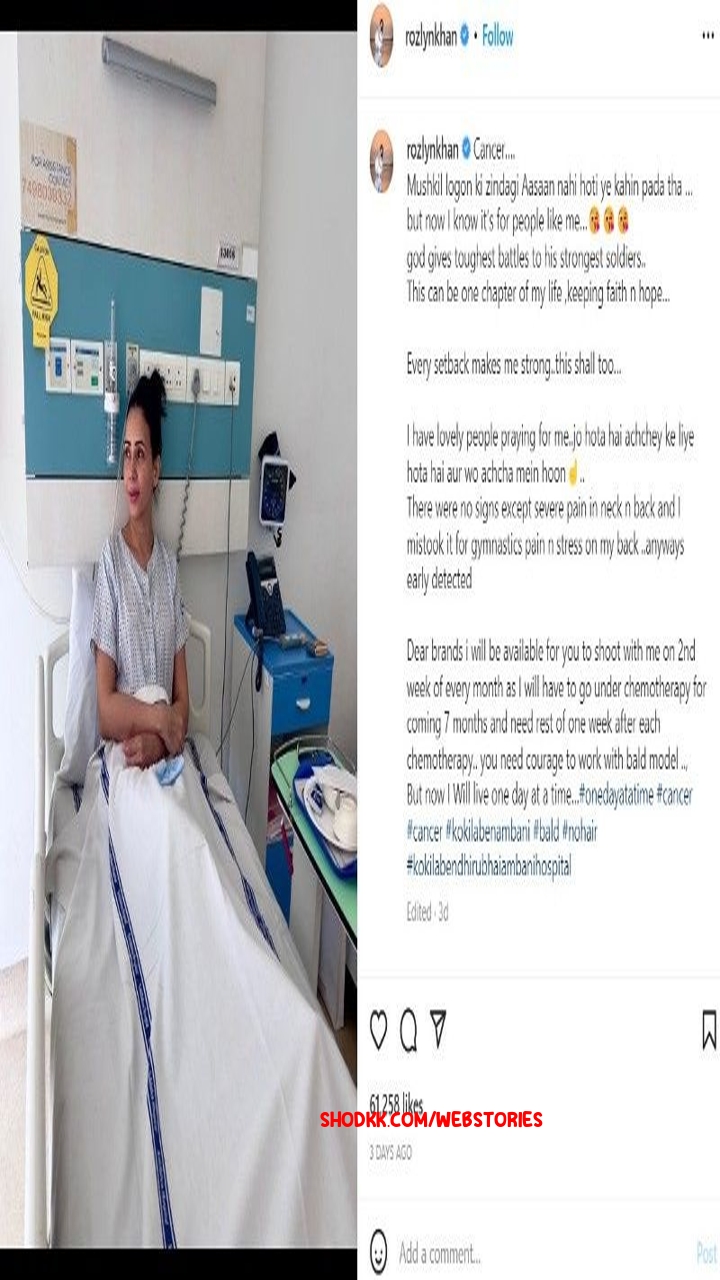 FOR ASSISTANCE
CONTACT
7498039332
rozlynkhan • Follow
rozlynkhan Cancer....
Mushkil logon ki zindagi Aasaan nahi hoti ye kahin pada tha ...
but now I know it's for people like me...😘😘😘
god gives toughest battles to his strongest soldiers..
This can be one chapter of my life ,keeping faith n hope...
Every setback makes me strong..this shall too...
I have lovely people praying for me..jo hota hai achchey ke liye
hota hai aur wo achcha mein hoon☝️..
There were no signs except severe pain in neck n back and I
mistook it for gymnastics pain n stress on my back ..anyways
early detected
Dear brands i will be available for you to shoot with me on 2nd
week of every month as I will have to go under chemotherapy for
coming 7 months and need rest of one week after each
chemotherapy.. you need courage to work with bald model ..,
But now I Will live one day at a time...#onedayatatime #cancer
#cancer #kokilabenambani #bald #nohair
#kokilabendhirubhaiambanihospital
Edited · 3d
61,258 likes
SHODKK.COM/WEBSTORIES
3 DAYS AGO
Add a comment...
Post